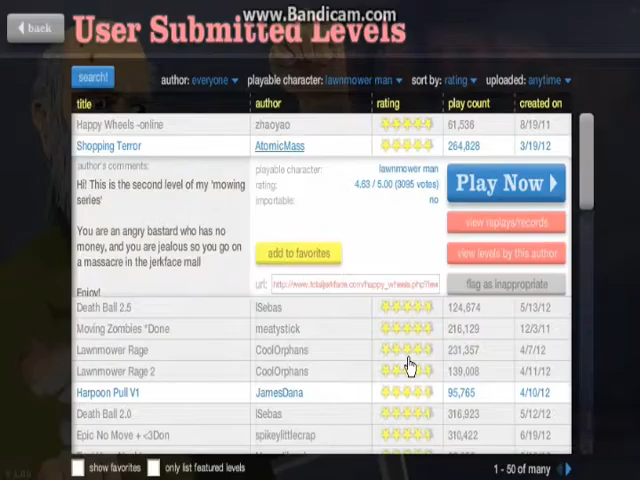 www.Bandicam.com
back
User Submitted Levels
search!
author: everyone
playable character: lawnmower man
sort by: rating
uploaded: anytime
title author rating play count created on
Happy Wheels -online zhaoyao 61,536 8/19/11
Shopping Terror AtomicMass 264,828 3/19/12
author's comments:
Hi! This is the second level of my 'mowing
series'
You are an angry bastard who has no
money, and you are jealous so you go on
a massacre in the jerkface mall
Enjoy!
playable character: lawnmower man
rating: 4.63 / 5.00 (3095 votes)
importable: no
add to favorites
url: http://www.totaljerkface.com/happy_wheels.php?lev
Play Now
view replays/records
view levels by this author
flag as inappropriate
Death Ball 2.5 ISebas 124,674 5/13/12
Moving Zombies *Done meatystick 216,129 12/3/11
Lawnmower Rage CoolOrphans 231,357 4/7/12
Lawnmower Rage 2 CoolOrphans 139,008 4/11/12
Harpoon Pull V1 JamesDana 95,765 4/10/12
Death Ball 2.0 ISebas 316,923 5/12/12
Epic No Move + <3Don spikeylittlecrap 310,422 6/19/12
show favorites
only list featured levels
1 - 50 of many